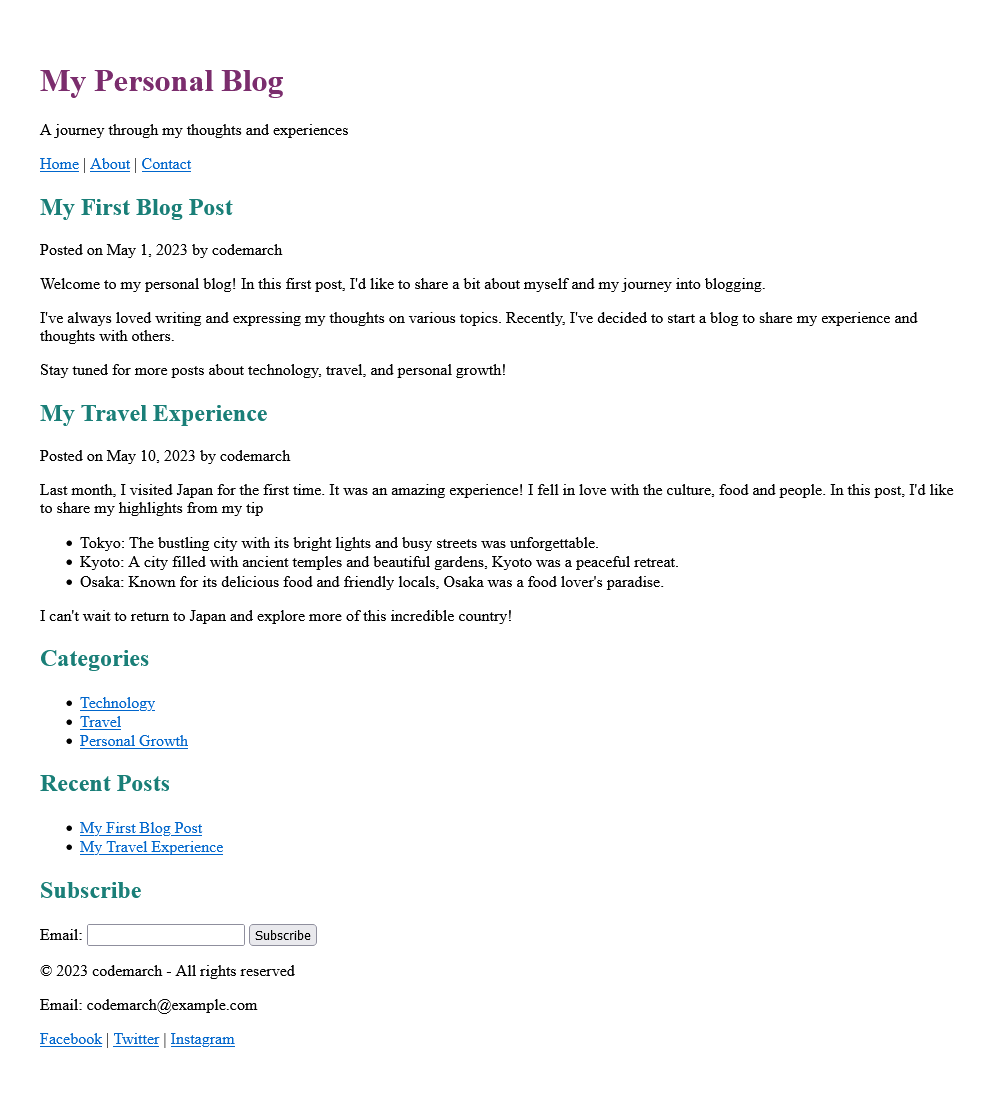 My Personal Blog
A journey through my thoughts and experiences
Home | About | Contact
My First Blog Post
Posted on May 1, 2023 by codemarch
Welcome to my personal blog! In this first post, I'd like to share a bit about myself and my journey into blogging.
I've always loved writing and expressing my thoughts on various topics. Recently, I've decided to start a blog to share my experience and
thoughts with others.
Stay tuned for more posts about technology, travel, and personal growth!
My Travel Experience
Posted on May 10, 2023 by codemarch
Last month, I visited Japan for the first time. It was an amazing experience! I fell in love with the culture, food and people. In this post, I'd like
to share my highlights from my tip
• Tokyo: The bustling city with its bright lights and busy streets was unforgettable.
• Kyoto: A city filled with ancient temples and beautiful gardens, Kyoto was a peaceful retreat.
• Osaka: Known for its delicious food and friendly locals, Osaka was a food lover's paradise.
I can't wait to return to Japan and explore more of this incredible country!
Categories
• Technology
• Travel
• Personal Growth
Recent Posts
• My First Blog Post
• My Travel Experience
Subscribe
Email: Subscribe
© 2023 codemarch - All rights reserved
Email: codemarch@example.com
Facebook | Twitter | Instagram